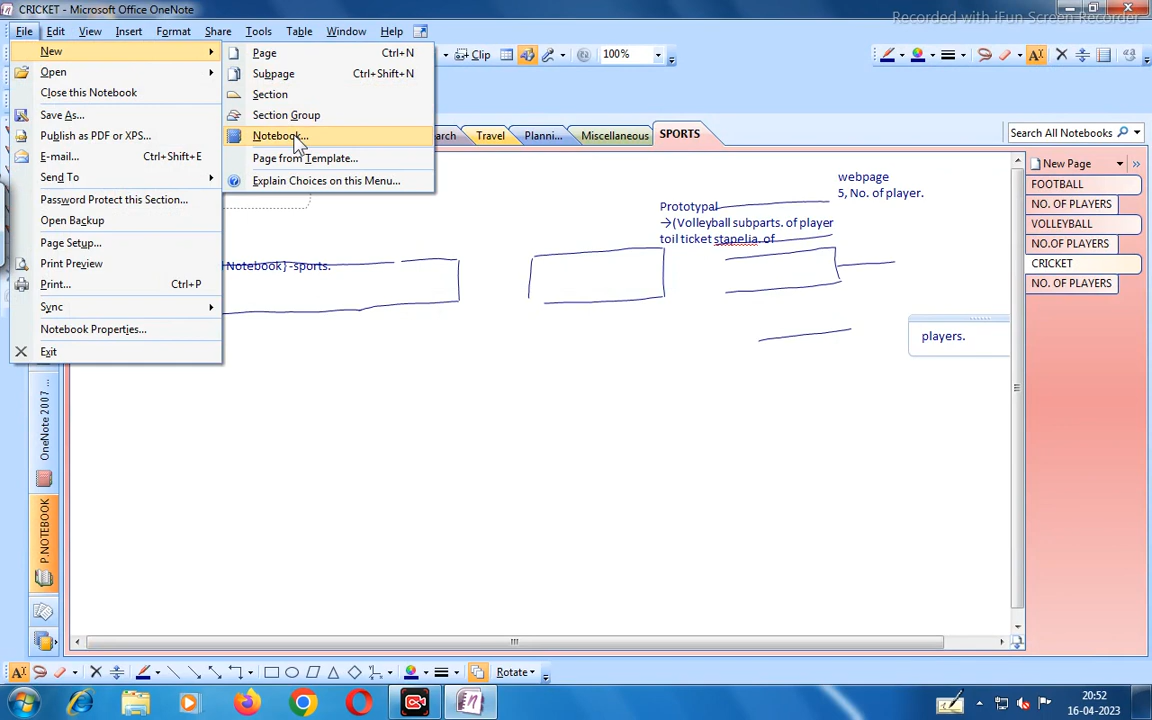 CRICKET - Microsoft Office OneNote
Recorded with iFun Screen Recorder
File Edit View Insert Format Share Tools Table Window Help
New
Open
Close this Notebook
Save As...
Publish as PDF or XPS...
E-mail... Ctrl+Shift+E
Send To
Password Protect this Section...
Open Backup
Page Setup...
Print Preview
Print... Ctrl+P
Sync
Notebook Properties...
Exit
Page Ctrl+N
Subpage Ctrl+Shift+N
Section
Section Group
Notebook...
Page from Template...
Explain Choices on this Menu...
Clip 100%
arch Travel Planni... Miscellaneous SPORTS
Search All Notebooks
New Page
FOOTBALL
NO. OF PLAYERS
VOLLEYBALL
NO.OF PLAYERS
CRICKET
NO. OF PLAYERS
webpage
5, No. of player.
Prototypal
→(Volleyball subparts. of player
toil ticket stapelia. of
Notebook} -sports.
players.
OneNote 2007 ...
P.NOTEBOOK
Rotate
20:52
16-04-2023